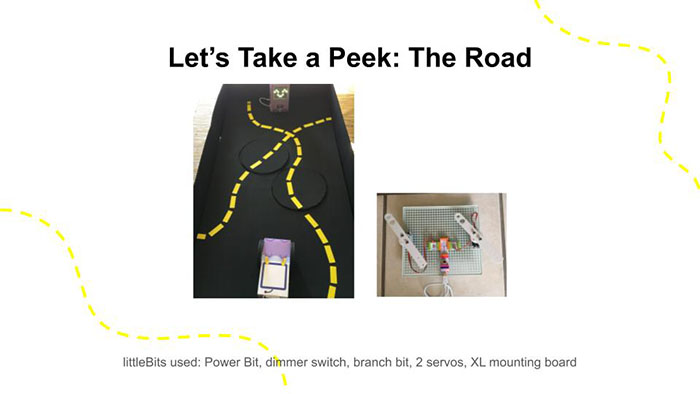 Let’s Take a Peek: The Road
littleBits used: Power Bit, dimmer switch, branch bit, 2 servos, XL mounting board